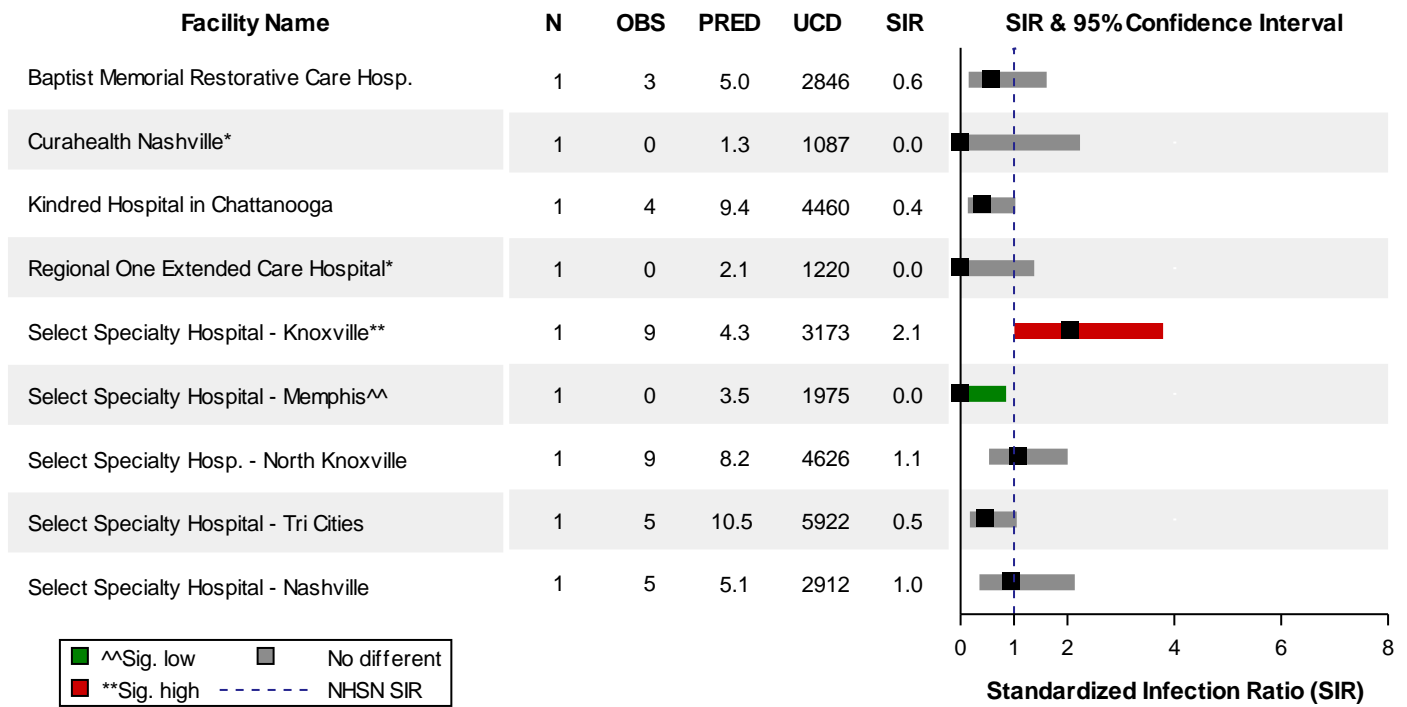 Facility Name N OBS PRED UCD SIR SIR & 95% Confidence Interval
Baptist Memorial Restorative Care Hosp. 1 3 5.0 2846 0.6
Curahealth Nashville* 1 0 1.3 1087 0.0
Kindred Hospital in Chattanooga 1 4 9.4 4460 0.4
Regional One Extended Care Hospital* 1 0 2.1 1220 0.0
Select Specialty Hospital - Knoxville** 1 9 4.3 3173 2.1
Select Specialty Hospital - Memphis^^ 1 0 3.5 1975 0.0
Select Specialty Hosp. - North Knoxville 1 9 8.2 4626 1.1
Select Specialty Hospital - Tri Cities 1 5 10.5 5922 0.5
Select Specialty Hospital - Nashville 1 5 5.1 2912 1.0
0 1 2 4 6 8
Standardized Infection Ratio (SIR)
^^Sig. low No different
**Sig. high NHSN SIR